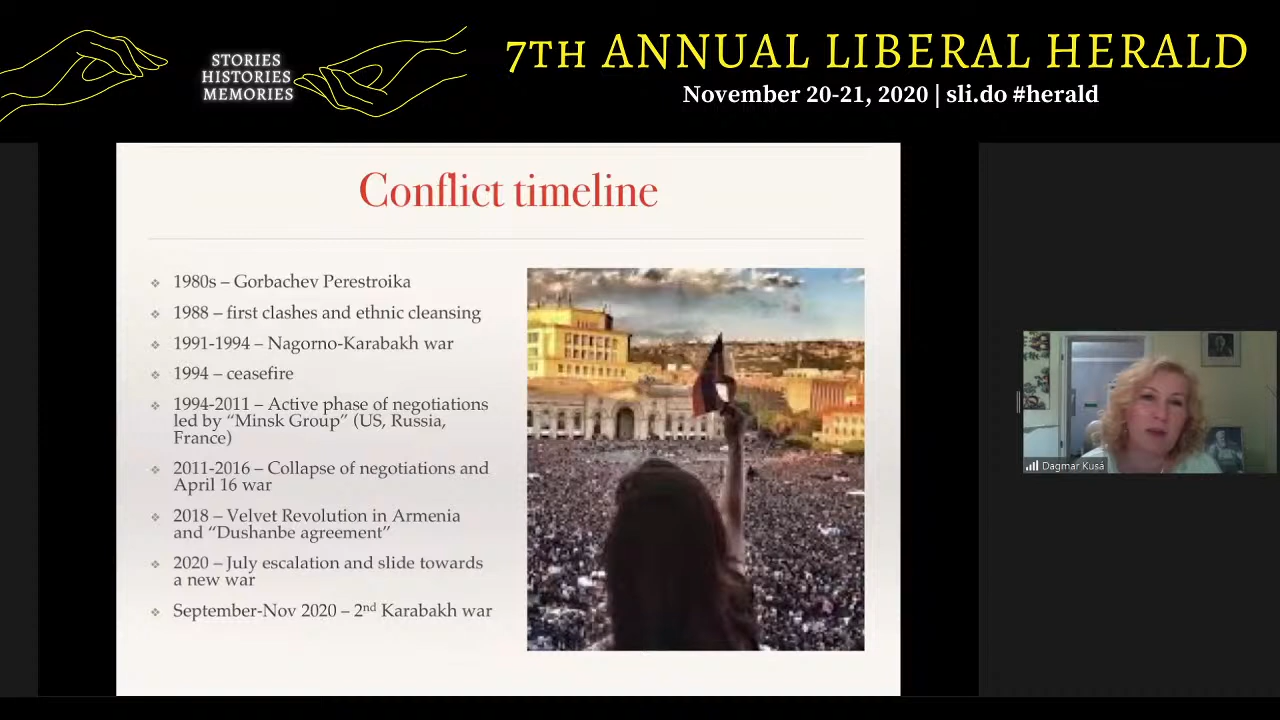 STORIES
HISTORIES
MEMORIES
7TH ANNUAL LIBERAL HERALD
November 20-21, 2020 | sli.do #herald
Conflict timeline
1980s – Gorbachev Perestroika
1988 – first clashes and ethnic cleansing
1991-1994 – Nagorno-Karabakh war
1994 – ceasefire
1994-2011 – Active phase of negotiations
led by “Minsk Group” (US, Russia,
France)
2011-2016 – Collapse of negotiations and
April 16 war
2018 – Velvet Revolution in Armenia
and “Dushanbe agreement”
2020 – July escalation and slide towards
a new war
September-Nov 2020 – 2nd Karabakh war
Dagmar Kusá